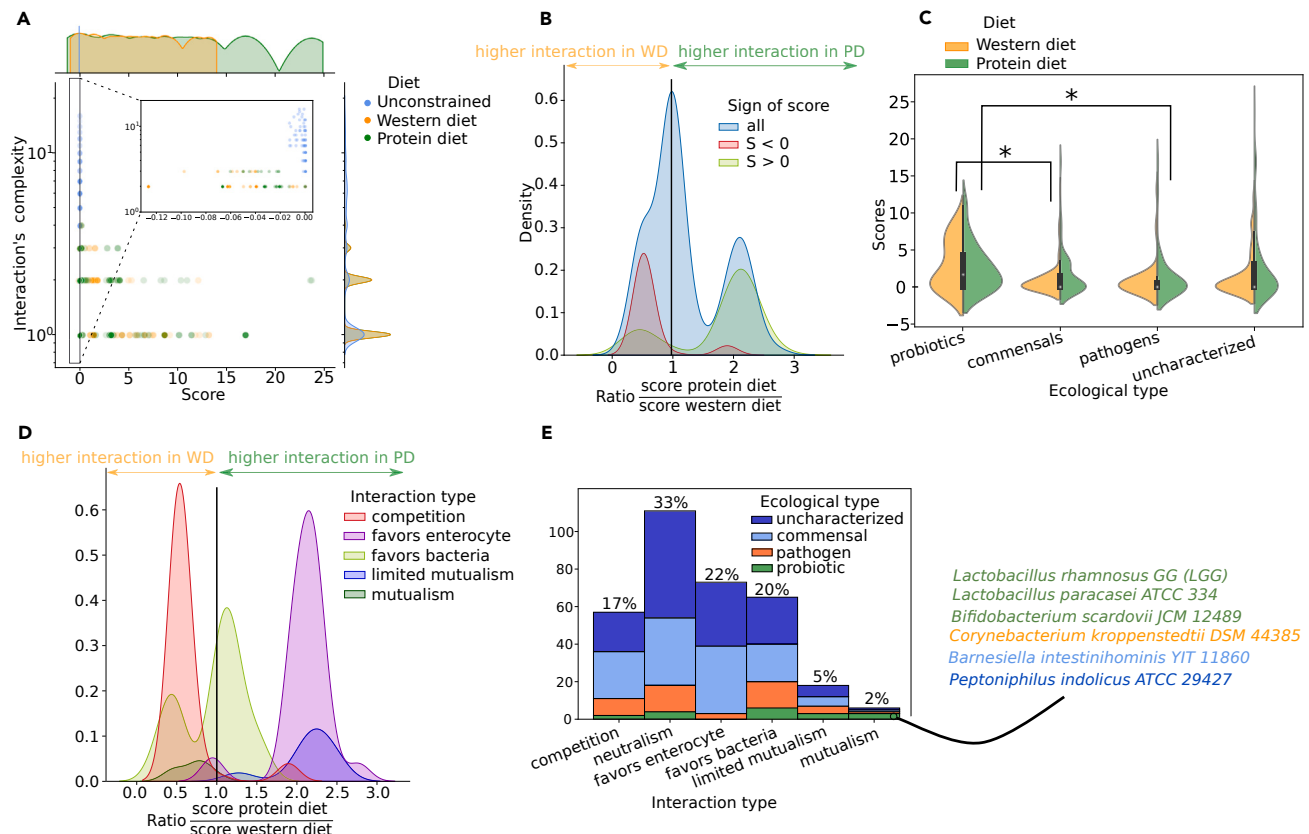 A
Diet
Unconstrained
Western diet
Protein diet
Interaction's complexity
10¹
10⁰
10¹
10⁰
−0.12 −0.10 −0.08 −0.06 −0.04 −0.02 0.00
0 5 10 15 20 25
Score
B
higher interaction in WD
higher interaction in PD
Sign of score
all
S < 0
S > 0
Density
0.6
0.5
0.4
0.3
0.2
0.1
0.0
0 1 2 3
Ratio score protein diet
score western diet
C
Diet
Western diet
Protein diet
*
*
Scores
25
20
15
10
5
0
−5
probiotics
commensals
pathogens
uncharacterized
Ecological type
D
higher interaction in WD
higher interaction in PD
Interaction type
competition
favors enterocyte
favors bacteria
limited mutualism
mutualism
0.6
0.5
0.4
0.3
0.2
0.1
0.0
0.0 0.5 1.0 1.5 2.0 2.5 3.0
Ratio score protein diet
score western diet
E
Ecological type
uncharacterized
commensal
pathogen
probiotic
17%
33%
22%
20%
5%
2%
100
80
60
40
20
0
competition
neutralism
favors enterocyte
favors bacteria
limited mutualism
mutualism
Interaction type
Lactobacillus rhamnosus GG (LGG)
Lactobacillus paracasei ATCC 334
Bifidobacterium scardovii JCM 12489
Corynebacterium kroppenstedtii DSM 44385
Barnesiella intestinihominis YIT 11860
Peptoniphilus indolicus ATCC 29427